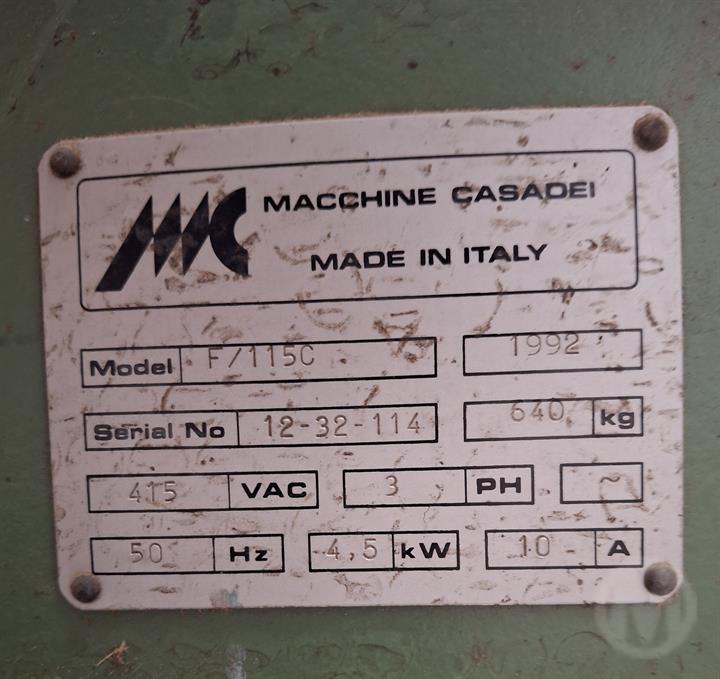 MC MACCHINE CASADEI
MADE IN ITALY
Model F/115C 1992
Serial No 12-32-114 640 kg
415 VAC 3 PH ~
50 Hz 4,5 kW 10 A
M